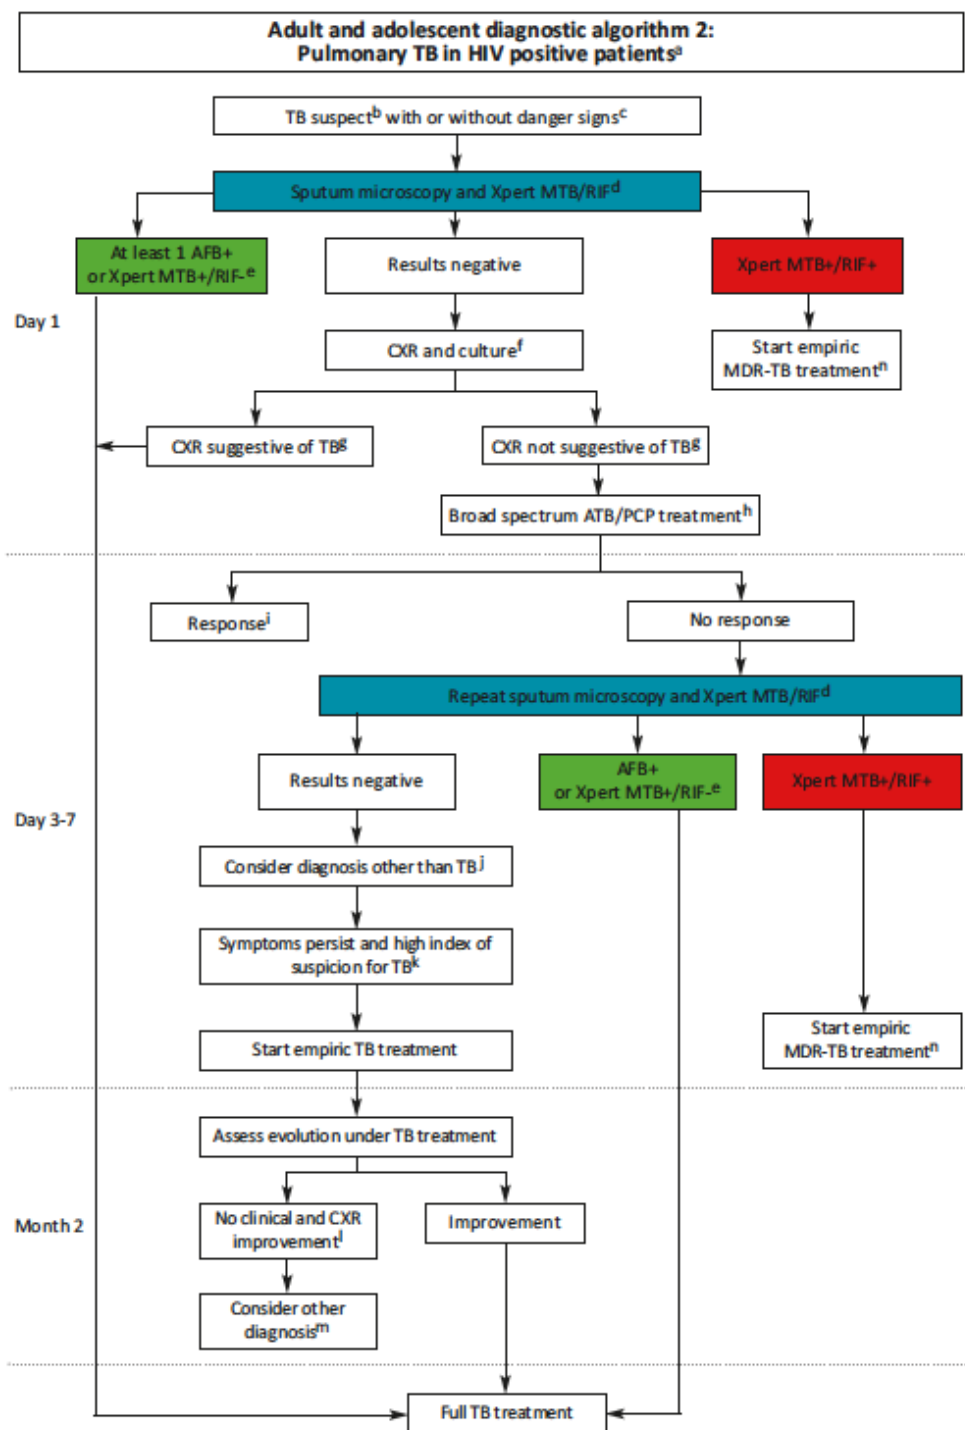 Adult and adolescent diagnostic algorithm 2:
Pulmonary TB in HIV positive patientsa
TB suspectb with or without danger signsc
Sputum microscopy and Xpert MTB/RIFd
At least 1 AFB+
or Xpert MTB+/RIF-e
Results negative
Xpert MTB+/RIF+
Day 1
CXR and culturef
Start empiric
MDR-TB treatmentn
CXR suggestive of TBg
CXR not suggestive of TBg
Broad spectrum ATB/PCP treatmenth
Responsei
No response
Repeat sputum microscopy and Xpert MTB/RIFd
Results negative
AFB+
or Xpert MTB+/RIF-e
Xpert MTB+/RIF+
Day 3-7
Consider diagnosis other than TBj
Symptoms persist and high index of
suspicion for TBk
Start empiric TB treatment
Start empiric
MDR-TB treatmentn
Assess evolution under TB treatment
Month 2
No clinical and CXR
improvementl
Improvement
Consider other
diagnosism
Full TB treatment